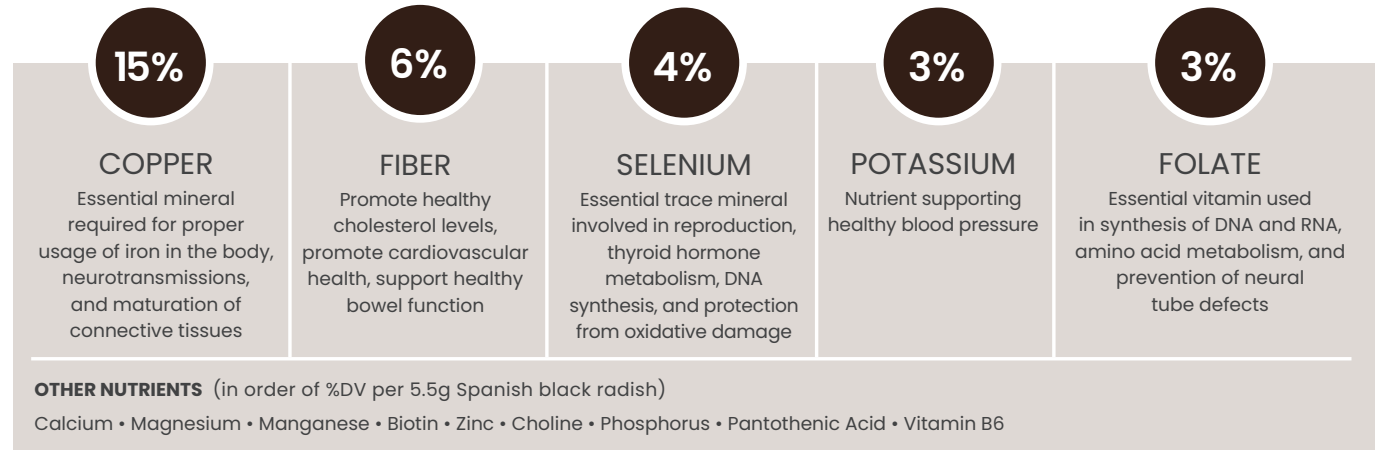 15%
COPPER
Essential mineral
required for proper
usage of iron in the body,
neurotransmissions,
and maturation of
connective tissues
6%
FIBER
Promote healthy
cholesterol levels,
promote cardiovascular
health, support healthy
bowel function
4%
SELENIUM
Essential trace mineral
involved in reproduction,
thyroid hormone
metabolism, DNA
synthesis, and protection
from oxidative damage
3%
POTASSIUM
Nutrient supporting
healthy blood pressure
3%
FOLATE
Essential vitamin used
in synthesis of DNA and RNA,
amino acid metabolism, and
prevention of neural
tube defects
OTHER NUTRIENTS (in order of %DV per 5.5g Spanish black radish)
Calcium • Magnesium • Manganese • Biotin • Zinc • Choline • Phosphorus • Pantothenic Acid • Vitamin B6